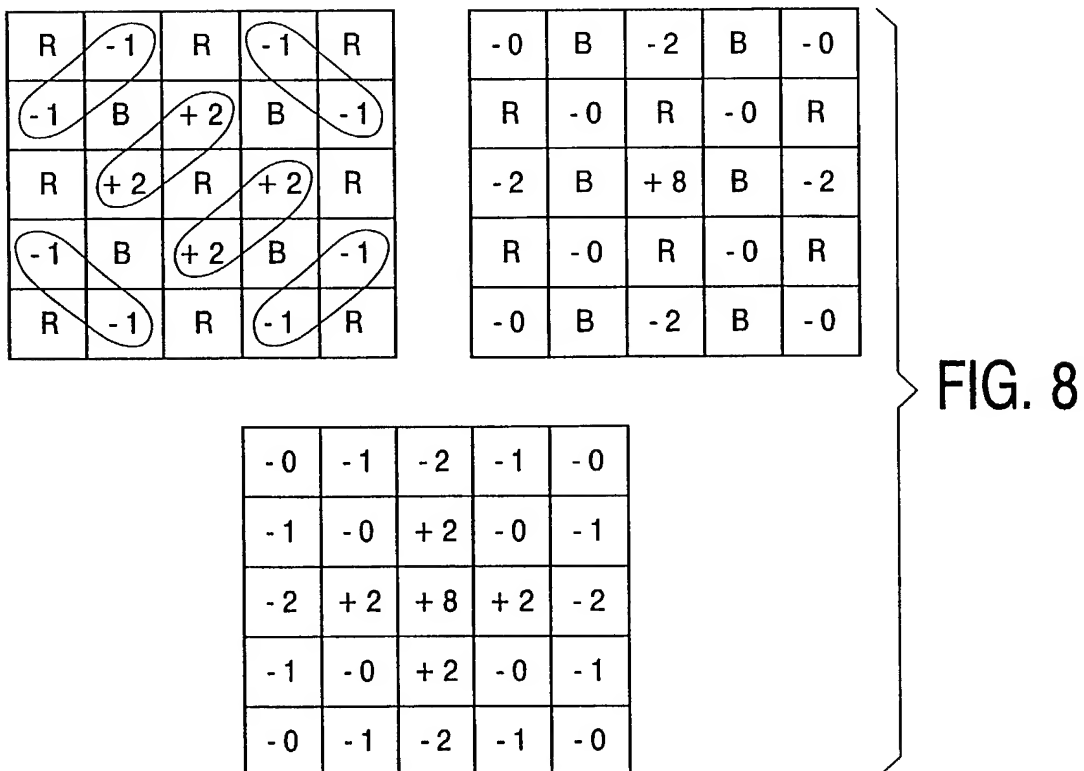 R -1 R -1 R
-1 B +2 B -1
R +2 R +2 R
-1 B +2 B -1
R -1 R -1 R
-0 B -2 B -0
R -0 R -0 R
-2 B +8 B -2
R -0 R -0 R
-0 B -2 B -0
-0 -1 -2 -1 -0
-1 -0 +2 -0 -1
-2 +2 +8 +2 -2
-1 -0 +2 -0 -1
-0 -1 -2 -1 -0
FIG. 8